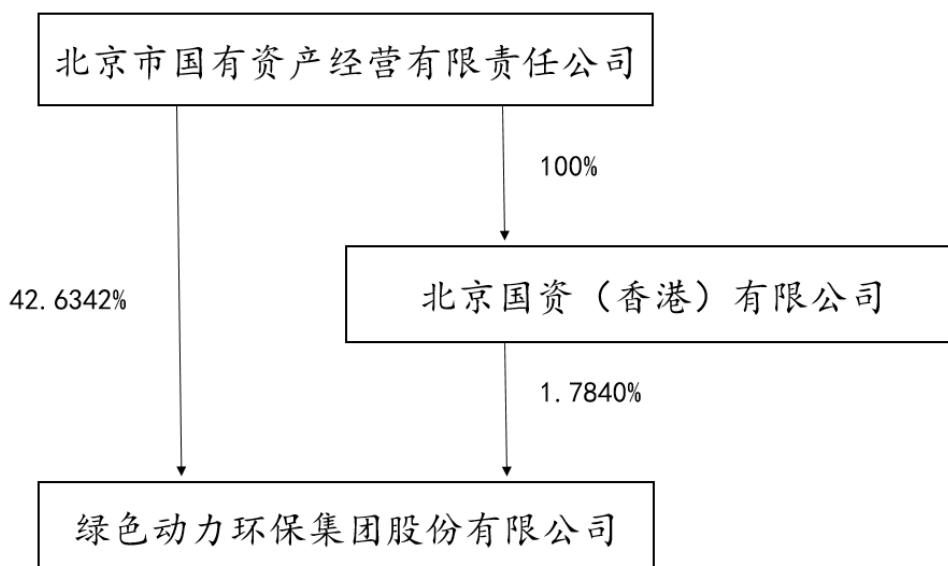 北京市国有资产经营有限责任公司
100%
北京国资（香港）有限公司
42.6342%
1.7840%
绿色动力环保集团股份有限公司